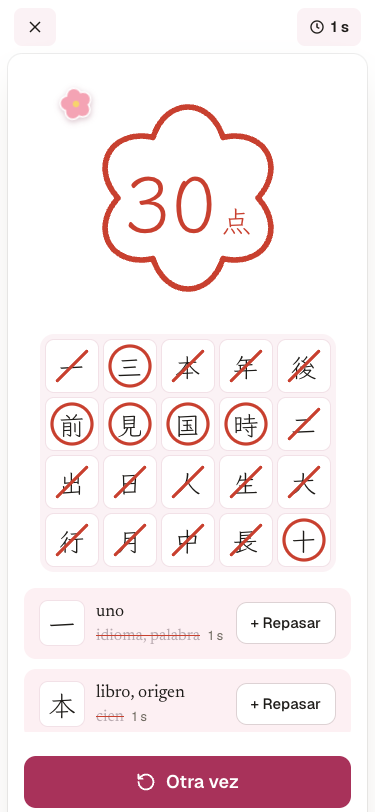 1 s
30 点
一 三 本 年 後
前 見 国 時 二
出 日 人 生 大
行 月 中 長 十
一 uno + Repasar
idioma, palabra 1 s
本 libro, origen + Repasar
cien 1 s
Otra vez